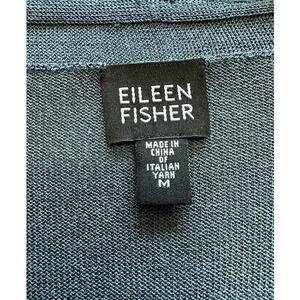 EILEEN
FISHER
MADE IN
CHINA
OF
ITALIAN
YARN
M